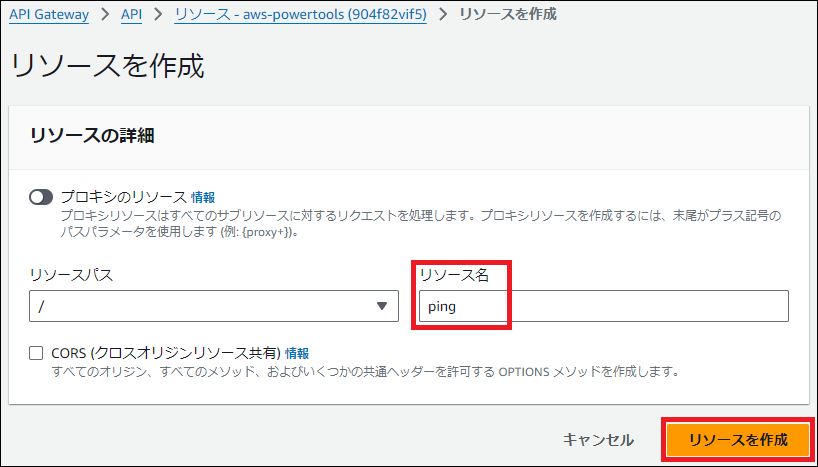 API Gateway > API > リソース - aws-powertools (904f82vif5) > リソースを作成
リソースを作成
リソースの詳細
プロキシのリソース 情報
プロキシリソースはすべてのサブリソースに対するリクエストを処理します。プロキシリソースを作成するには、末尾がプラス記号の
パスパラメータを使用します (例: {proxy+})。
リソースパス
リソース名
/
ping
CORS (クロスオリジンリソース共有) 情報
すべてのオリジン、すべてのメソッド、およびいくつかの共通ヘッダーを許可する OPTIONS メソッドを作成します。
キャンセル
リソースを作成